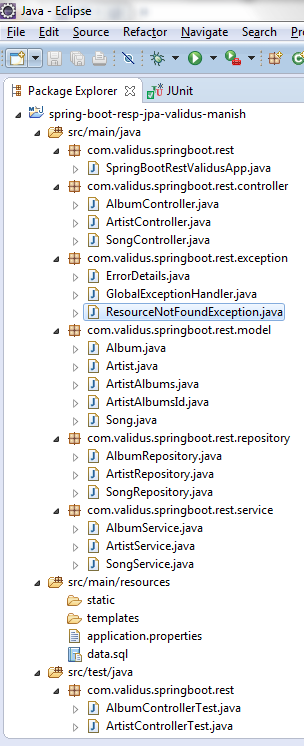 Java - Eclipse
File Edit Source Refactor Navigate Search
Package Explorer JUnit
spring-boot-resp-jpa-validus-manish
src/main/java
com.validus.springboot.rest
SpringBootRestValidusApp.java
com.validus.springboot.rest.controller
AlbumController.java
ArtistController.java
SongController.java
com.validus.springboot.rest.exception
ErrorDetails.java
GlobalExceptionHandler.java
ResourceNotFoundException.java
com.validus.springboot.rest.model
Album.java
Artist.java
ArtistAlbums.java
ArtistAlbumsId.java
Song.java
com.validus.springboot.rest.repository
AlbumRepository.java
ArtistRepository.java
SongRepository.java
com.validus.springboot.rest.service
AlbumService.java
ArtistService.java
SongService.java
src/main/resources
static
templates
application.properties
data.sql
src/test/java
com.validus.springboot.rest
AlbumControllerTest.java
ArtistControllerTest.java